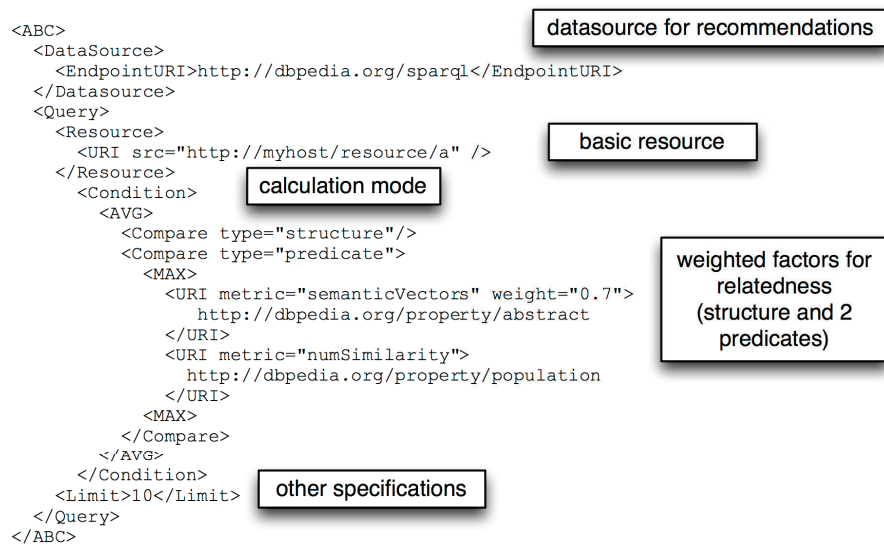 <ABC>
datasource for recommendations
<DataSource>
<EndpointURI>http://dbpedia.org/sparql</EndpointURI>
</Datasource>
<Query>
<Resource>
basic resource
<URI src="http://myhost/resource/a" />
</Resource>
calculation mode
<Condition>
<AVG>
<Compare type="structure"/>
<Compare type="predicate">
weighted factors for
relatedness
(structure and 2
predicates)
<MAX>
<URI metric="semanticVectors" weight="0.7">
http://dbpedia.org/property/abstract
</URI>
<URI metric="numSimilarity">
http://dbpedia.org/property/population
</URI>
<MAX>
</Compare>
</AVG>
</Condition>
other specifications
<Limit>10</Limit>
</Query>
</ABC>